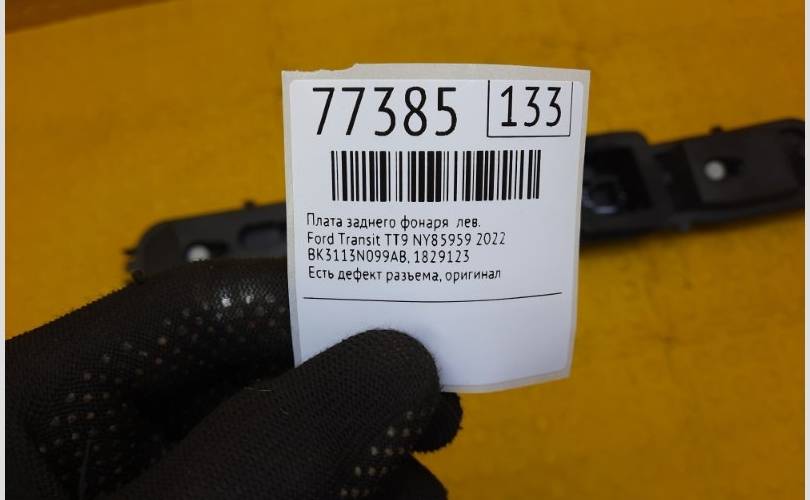 77385 133
Плата заднего фонаря лев.
Ford Transit TT9 NY85959 2022
BK3113N099AB, 1829123
Есть дефект разъема, оригинал